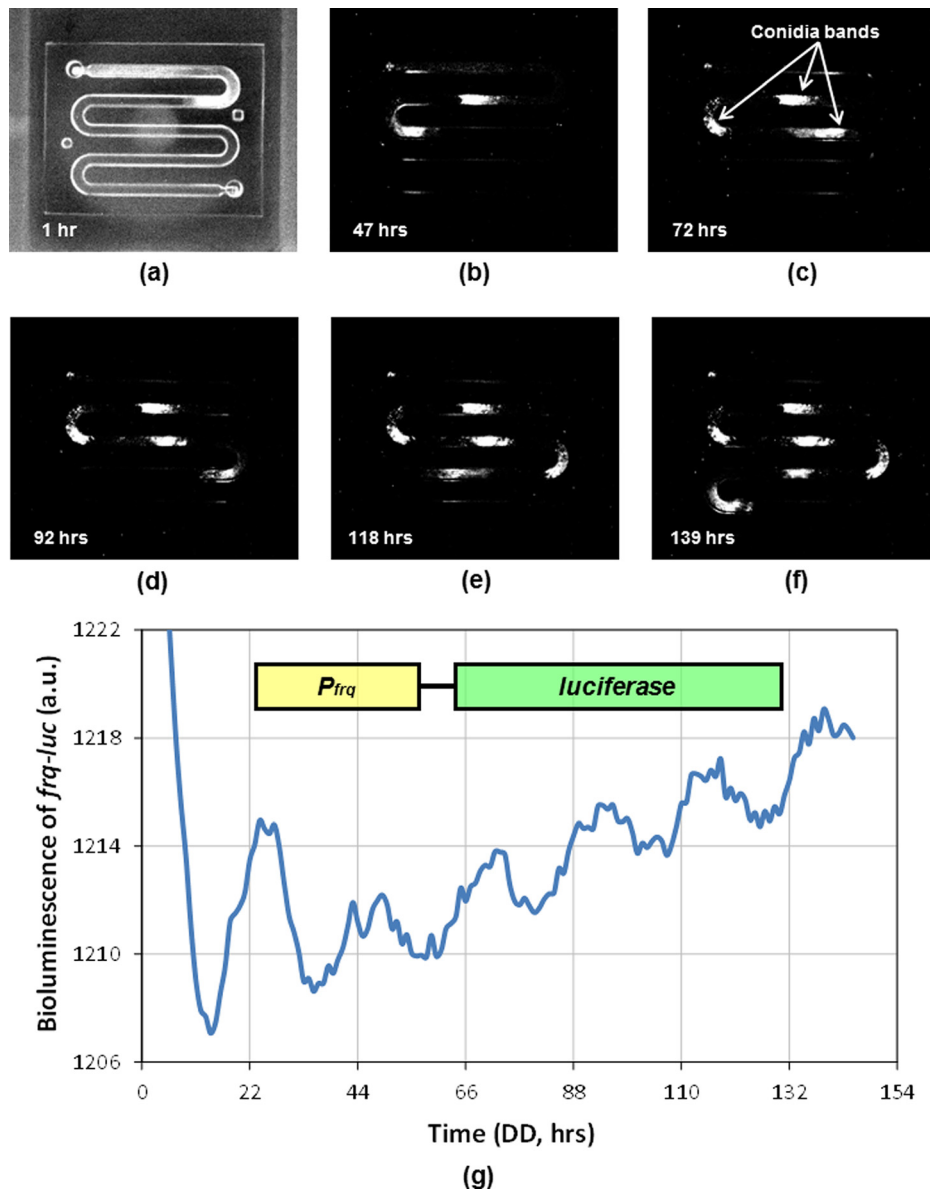 1 hr
(a)
47 hrs
(b)
Conidia bands
72 hrs
(c)
92 hrs
(d)
118 hrs
(e)
139 hrs
(f)
Bioluminescence of frq-luc (a.u.)
1222
1218
1214
1210
1206
Pfrq
luciferase
0 22 44 66 88 110 132 154
Time (DD, hrs)
(g)